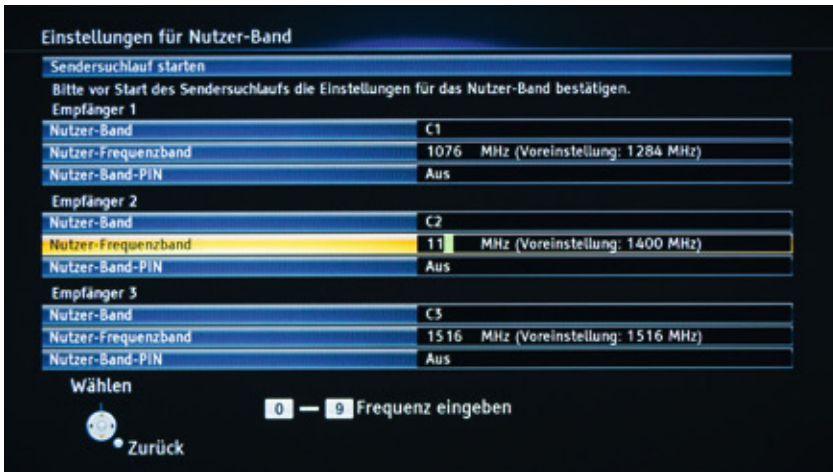 Einstellungen für Nutzer-Band
Sendersuchlauf starten
Bitte vor Start des Sendersuchlaufs die Einstellungen für das Nutzer-Band bestätigen.
Empfänger 1
Nutzer-Band C1
Nutzer-Frequenzband 1076 MHz (Voreinstellung: 1284 MHz)
Nutzer-Band-PIN Aus
Empfänger 2
Nutzer-Band C2
Nutzer-Frequenzband 11 MHz (Voreinstellung: 1400 MHz)
Nutzer-Band-PIN Aus
Empfänger 3
Nutzer-Band C3
Nutzer-Frequenzband 1516 MHz (Voreinstellung: 1516 MHz)
Nutzer-Band-PIN Aus
Wählen
0 — 9 Frequenz eingeben
Zurück